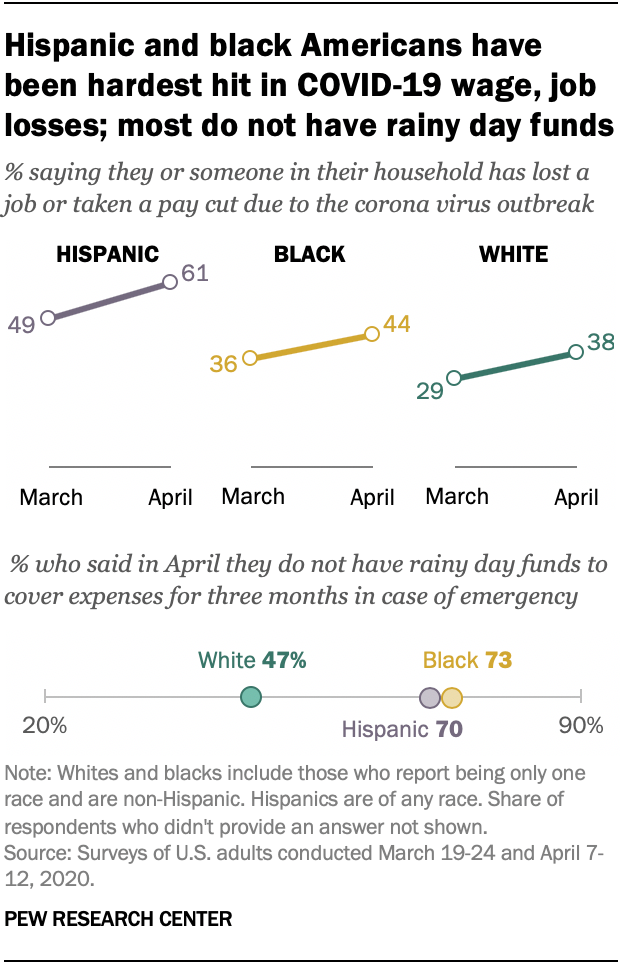 Hispanic and black Americans have
been hardest hit in COVID-19 wage, job
losses; most do not have rainy day funds
% saying they or someone in their household has lost a
job or taken a pay cut due to the corona virus outbreak
HISPANIC BLACK WHITE
49 61 36 44 29 38
March April March April March April
% who said in April they do not have rainy day funds to
cover expenses for three months in case of emergency
White 47% Black 73
20% Hispanic 70 90%
Note: Whites and blacks include those who report being only one
race and are non-Hispanic. Hispanics are of any race. Share of
respondents who didn't provide an answer not shown.
Source: Surveys of U.S. adults conducted March 19-24 and April 7-
12, 2020.
PEW RESEARCH CENTER